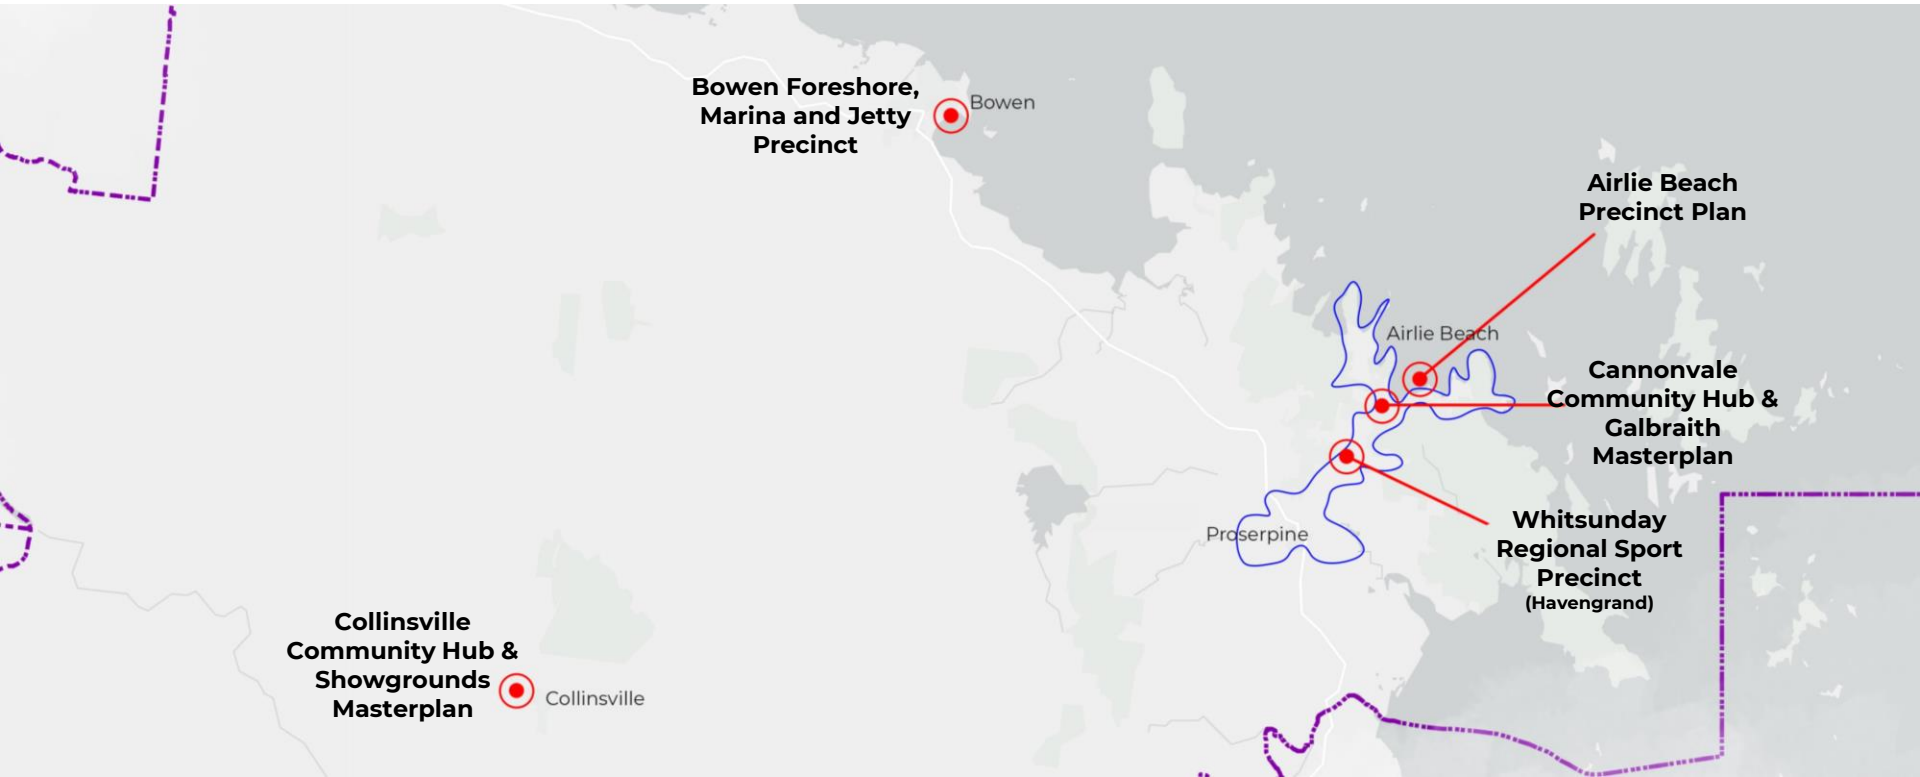 Bowen Foreshore,
Marina and Jetty
Precinct
Bowen
Airlie Beach
Precinct Plan
Airlie Beach
Cannonvale
Community Hub &
Galbraith
Masterplan
Whitsunday
Regional Sport
Precinct
(Havengrand)
Proserpine
Collinsville
Community Hub &
Showgrounds
Masterplan
Collinsville